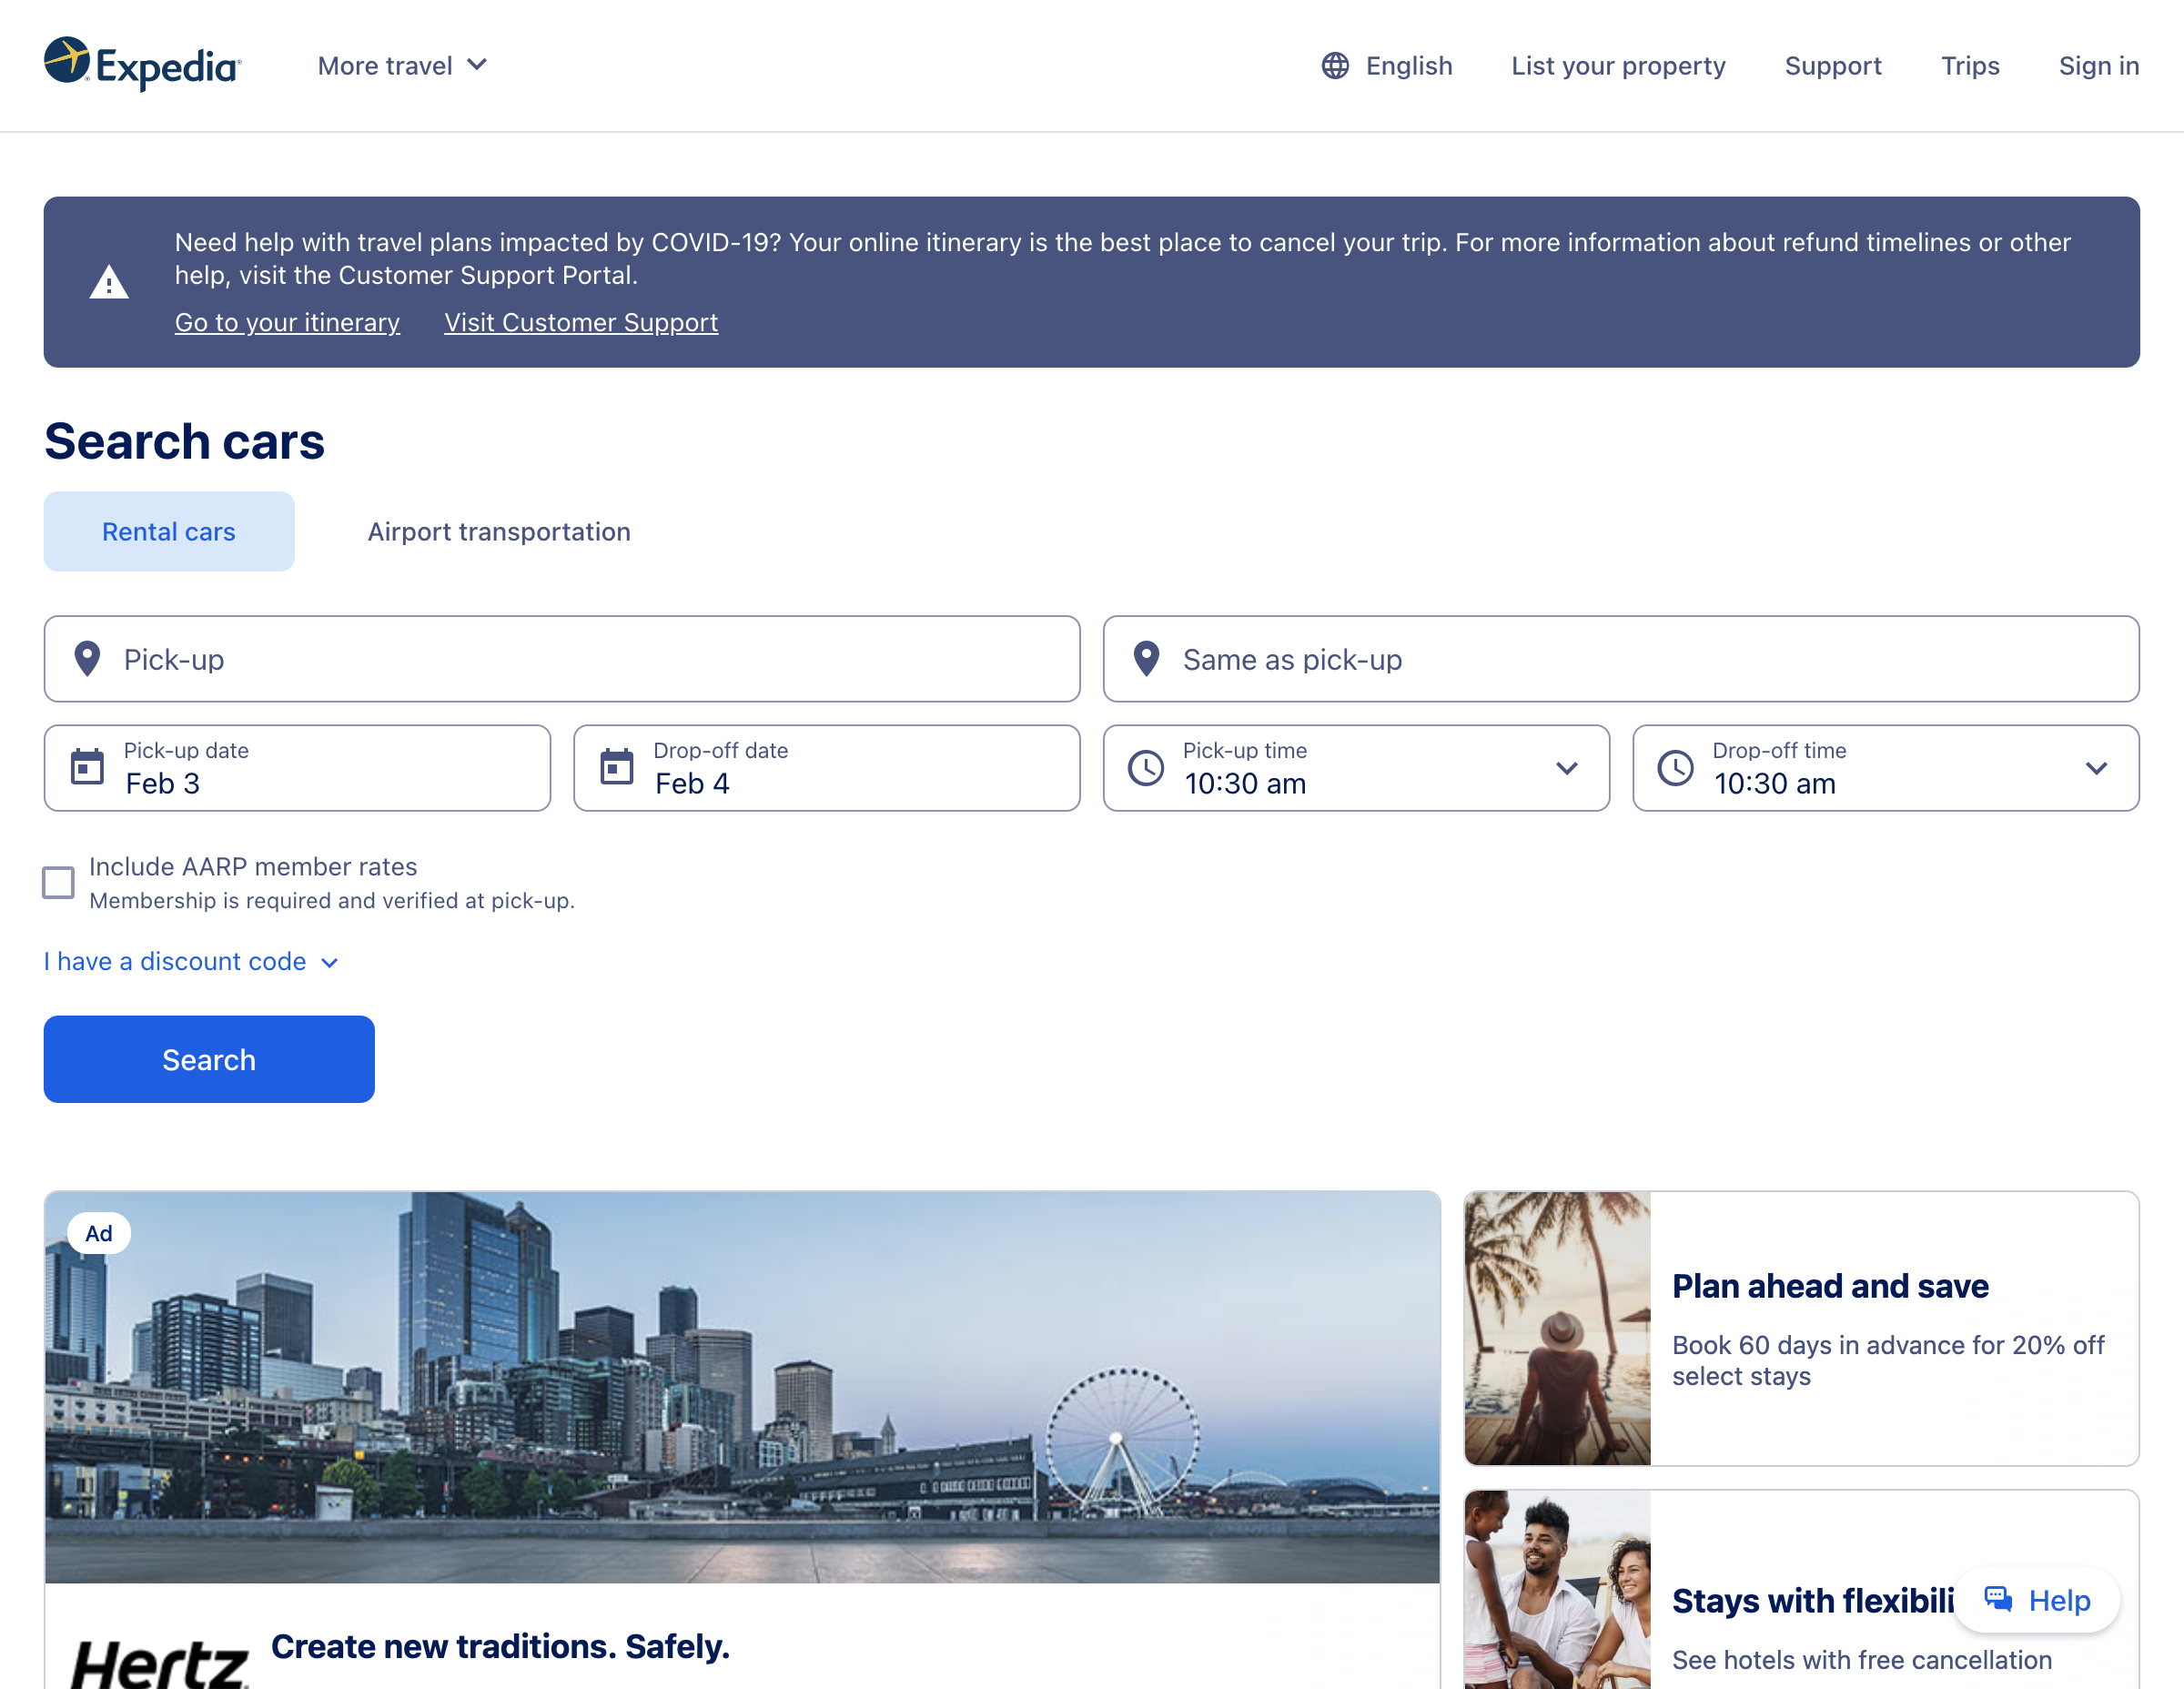 Expedia
More travel
English
List your property
Support
Trips
Sign in
Need help with travel plans impacted by COVID-19? Your online itinerary is the best place to cancel your trip. For more information about refund timelines or other
help, visit the Customer Support Portal.
Go to your itinerary
Visit Customer Support
Search cars
Rental cars
Airport transportation
Pick-up
Same as pick-up
Pick-up date
Feb 3
Drop-off date
Feb 4
Pick-up time
10:30 am
Drop-off time
10:30 am
Include AARP member rates
Membership is required and verified at pick-up.
I have a discount code
Search
Ad
Hertz
Create new traditions. Safely.
Plan ahead and save
Book 60 days in advance for 20% off
select stays
Stays with flexibili
Help
See hotels with free cancellation